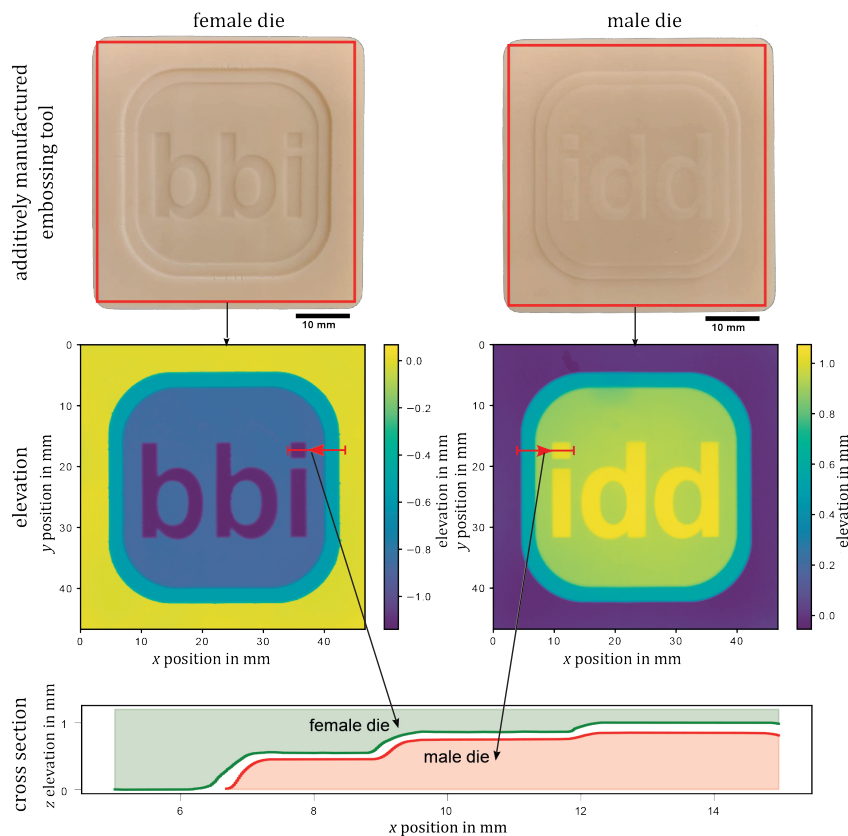 female die
male die
additively manufactured
embossing tool
bbi
idd
10 mm
10 mm
elevation
y position in mm
0
10
20
30
40
0
10
20
30
40
x position in mm
bbi
0.0
−0.2
−0.4
−0.6
−0.8
−1.0
elevation in mm
y position in mm
0
10
20
30
40
0
10
20
30
40
x position in mm
idd
1.0
0.8
0.6
0.4
0.2
0.0
elevation in mm
cross section
z elevation in mm
1
0
female die
male die
6
8
10
12
14
x position in mm